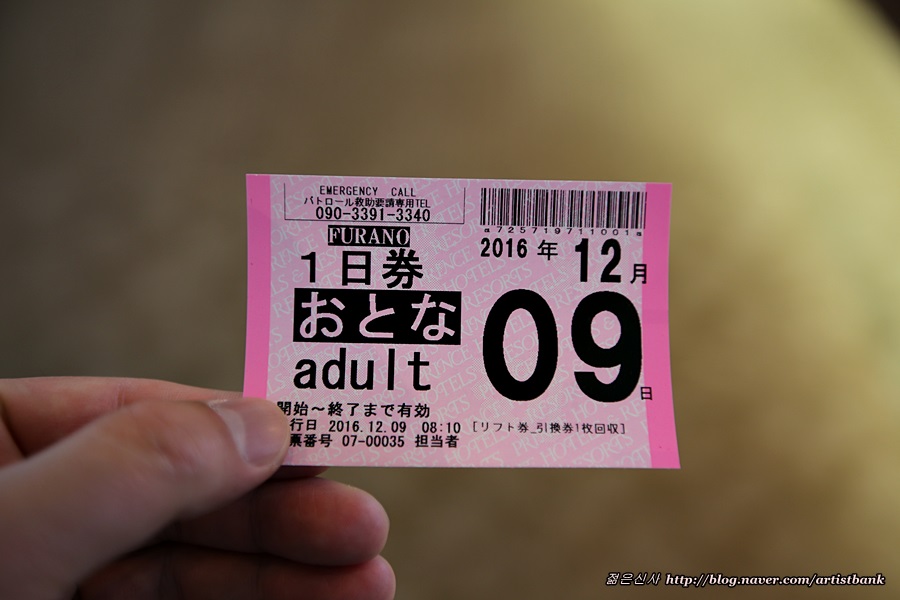 EMERGENCY CALL
パトロール救助要請専用TEL
090-3391-3340
FURANO
1日券
おとな
adult
a725719711001a
2016年 12月
09日
開始～終了まで有効
行日 2016.12.09 08:10 [リフト券_引換券1枚回収]
票番号 07-00035 担当者
젊은신사 http://blog.naver.com/artistbank